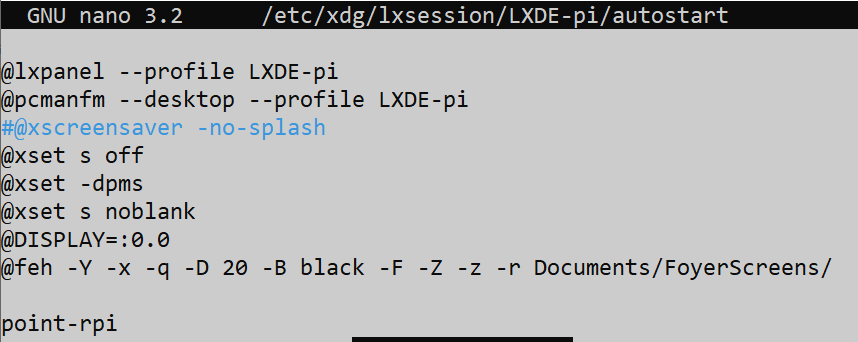 GNU nano 3.2 /etc/xdg/lxsession/LXDE-pi/autostart
@lxpanel --profile LXDE-pi
@pcmanfm --desktop --profile LXDE-pi
#@xscreensaver -no-splash
@xset s off
@xset -dpms
@xset s noblank
@DISPLAY=:0.0
@feh -Y -x -q -D 20 -B black -F -Z -z -r Documents/FoyerScreens/
point-rpi